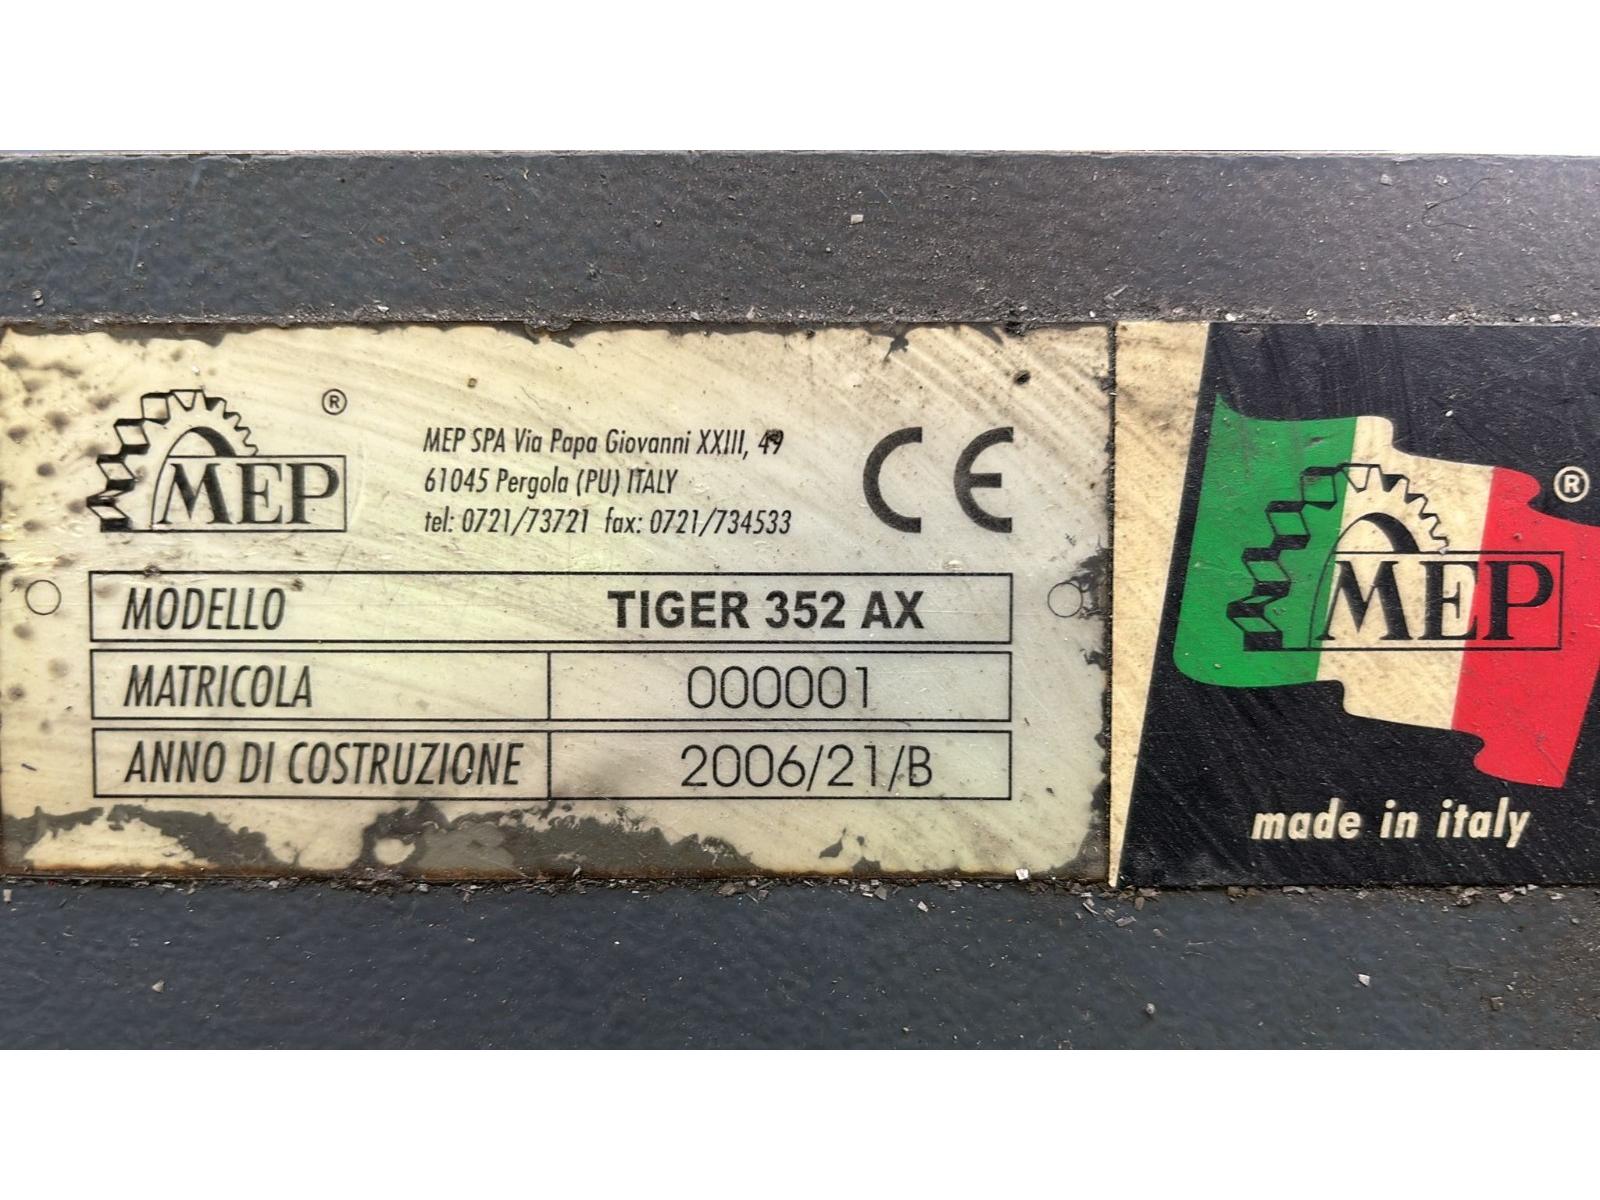 MEP ®
MEP SPA Via Papa Giovanni XXIII, 49
61045 Pergola (PU) ITALY
tel: 0721/73721 fax: 0721/734533
CE
MODELLO TIGER 352 AX
MATRICOLA 000001
ANNO DI COSTRUZIONE 2006/21/B
MEP ®
made in italy